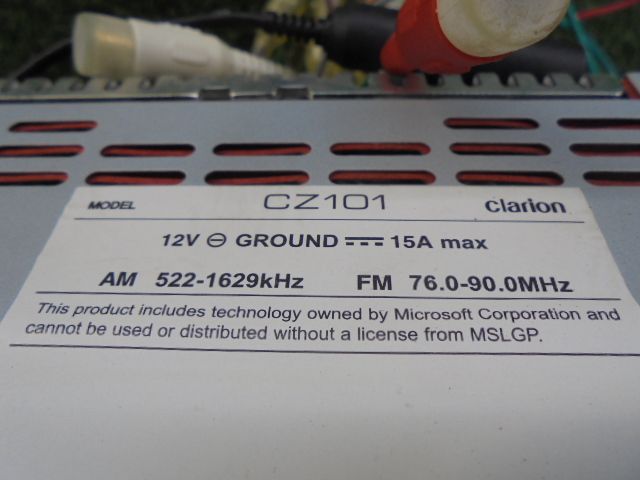 MODEL CZ101 clarion
12V ⊖ GROUND ⎓ 15A max
AM 522-1629kHz FM 76.0-90.0MHz
This product includes technology owned by Microsoft Corporation and
cannot be used or distributed without a license from MSLGP.